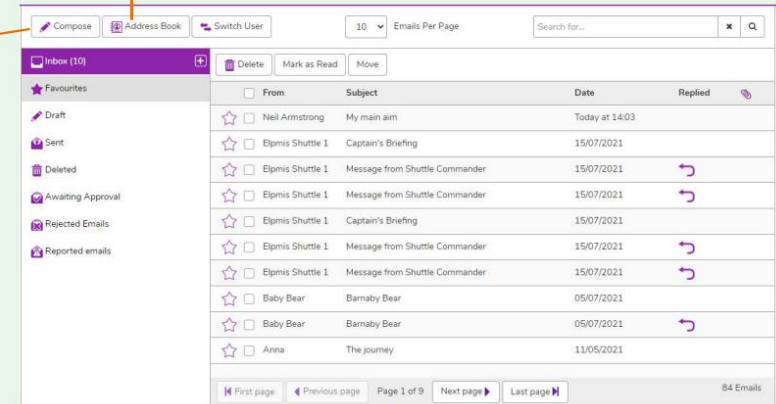 Compose Address Book Switch User 10 Emails Per Page Search for...
Inbox (10) Delete Mark as Read Move
Favourites From Subject Date Replied
Draft Neil Armstrong My main aim Today at 14:03
Sent Elpmis Shuttle 1 Captain's Briefing 15/07/2021
Deleted Elpmis Shuttle 1 Message from Shuttle Commander 15/07/2021
Awaiting Approval Elpmis Shuttle 1 Message from Shuttle Commander 15/07/2021
Rejected Emails Elpmis Shuttle 1 Captain's Briefing 15/07/2021
Reported emails Elpmis Shuttle 1 Message from Shuttle Commander 15/07/2021
Elpmis Shuttle 1 Message from Shuttle Commander 15/07/2021
Baby Bear Barnaby Bear 05/07/2021
Baby Bear Barnaby Bear 05/07/2021
Anna The journey 11/05/2021
First page Previous page Page 1 of 9 Next page Last page 84 Emails